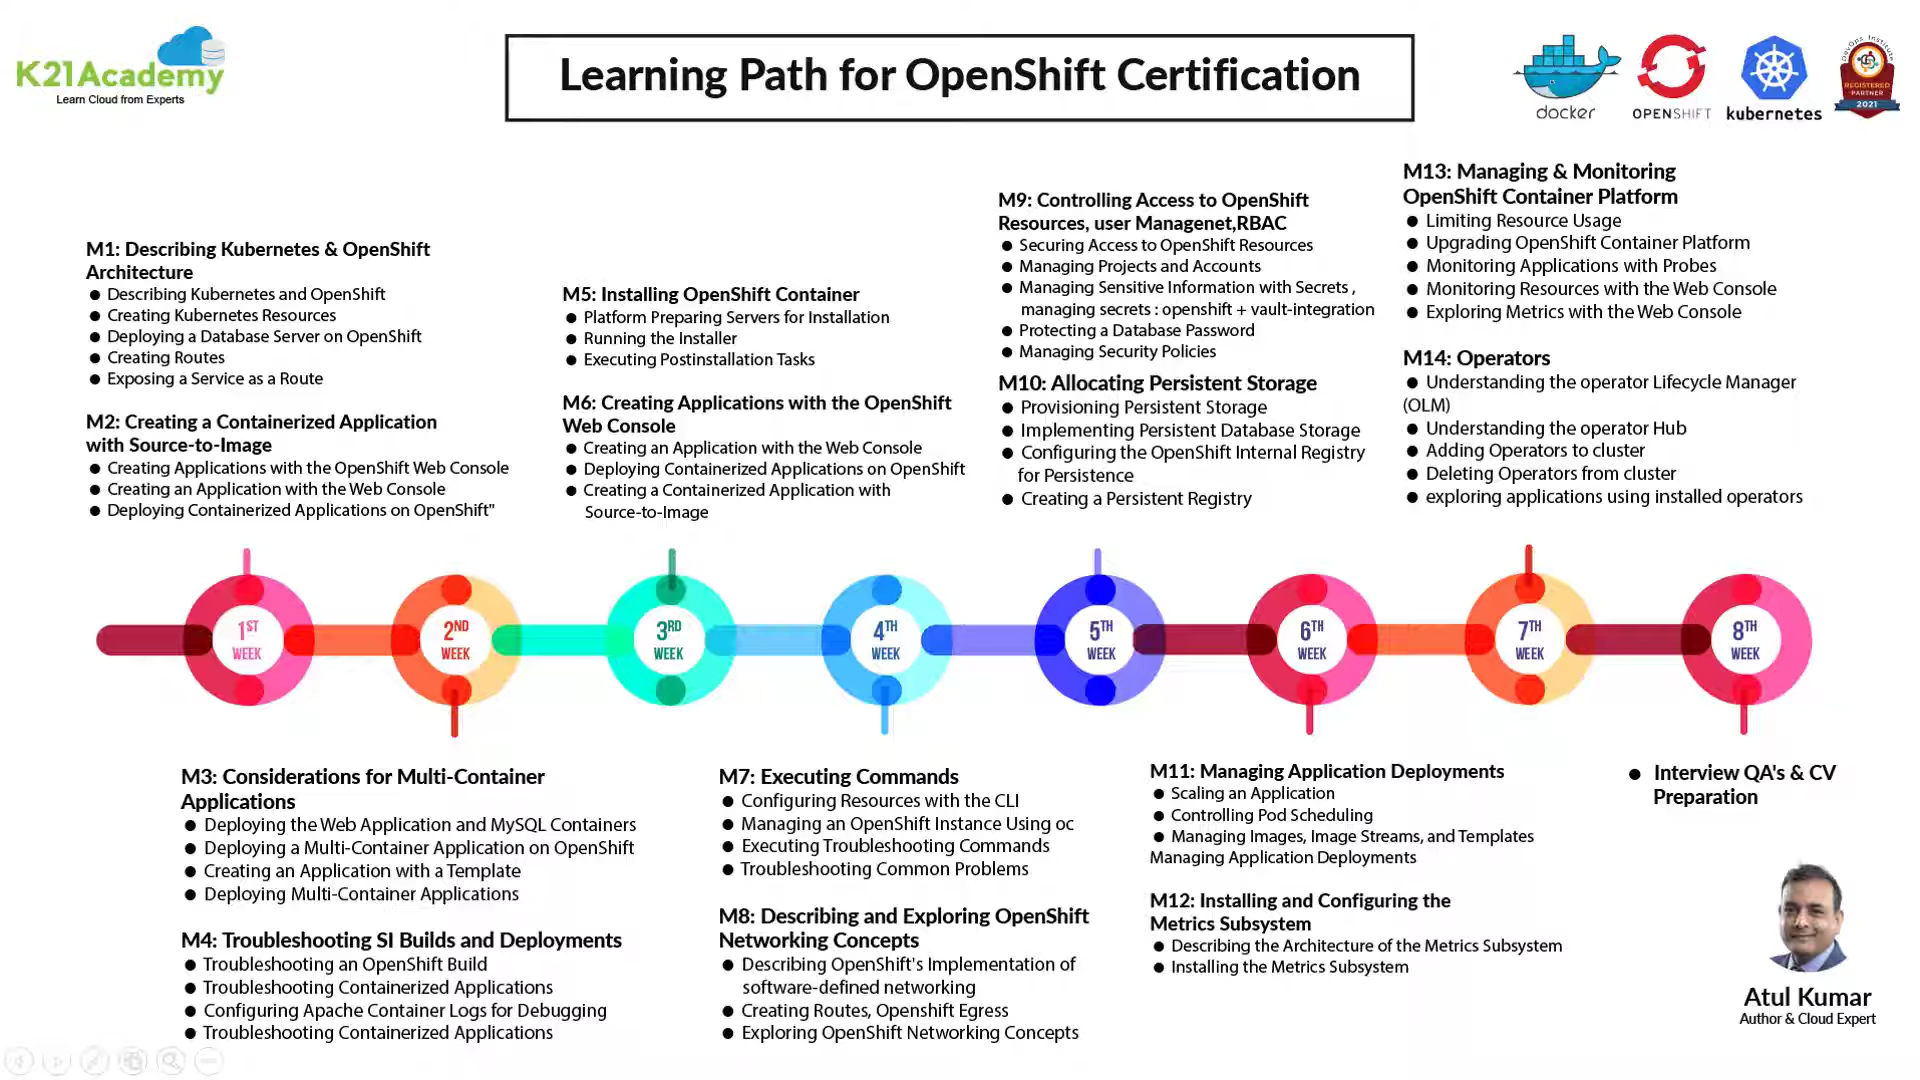 K21Academy
Learn Cloud from Experts
Learning Path for OpenShift Certification
docker
OPENSHIFT
kubernetes
DevOps Institute
REGISTERED
PARTNER
2021
M1: Describing Kubernetes & OpenShift
Architecture
● Describing Kubernetes and OpenShift
● Creating Kubernetes Resources
● Deploying a Database Server on OpenShift
● Creating Routes
● Exposing a Service as a Route
M2: Creating a Containerized Application
with Source-to-Image
● Creating Applications with the OpenShift Web Console
● Creating an Application with the Web Console
● Deploying Containerized Applications on OpenShift"
M5: Installing OpenShift Container
● Platform Preparing Servers for Installation
● Running the Installer
● Executing Postinstallation Tasks
M6: Creating Applications with the OpenShift
Web Console
● Creating an Application with the Web Console
● Deploying Containerized Applications on OpenShift
● Creating a Containerized Application with
Source-to-Image
M9: Controlling Access to OpenShift
Resources, user Managenet,RBAC
● Securing Access to OpenShift Resources
● Managing Projects and Accounts
● Managing Sensitive Information with Secrets ,
managing secrets : openshift + vault-integration
● Protecting a Database Password
● Managing Security Policies
M10: Allocating Persistent Storage
● Provisioning Persistent Storage
● Implementing Persistent Database Storage
● Configuring the OpenShift Internal Registry
for Persistence
● Creating a Persistent Registry
M13: Managing & Monitoring
OpenShift Container Platform
● Limiting Resource Usage
● Upgrading OpenShift Container Platform
● Monitoring Applications with Probes
● Monitoring Resources with the Web Console
● Exploring Metrics with the Web Console
M14: Operators
● Understanding the operator Lifecycle Manager
(OLM)
● Understanding the operator Hub
● Adding Operators to cluster
● Deleting Operators from cluster
● exploring applications using installed operators
1ST
WEEK
2ND
WEEK
3RD
WEEK
4TH
WEEK
5TH
WEEK
6TH
WEEK
7TH
WEEK
8TH
WEEK
M3: Considerations for Multi-Container
Applications
● Deploying the Web Application and MySQL Containers
● Deploying a Multi-Container Application on OpenShift
● Creating an Application with a Template
● Deploying Multi-Container Applications
M4: Troubleshooting SI Builds and Deployments
● Troubleshooting an OpenShift Build
● Troubleshooting Containerized Applications
● Configuring Apache Container Logs for Debugging
● Troubleshooting Containerized Applications
M7: Executing Commands
● Configuring Resources with the CLI
● Managing an OpenShift Instance Using oc
● Executing Troubleshooting Commands
● Troubleshooting Common Problems
M8: Describing and Exploring OpenShift
Networking Concepts
● Describing OpenShift's Implementation of
software-defined networking
● Creating Routes, Openshift Egress
● Exploring OpenShift Networking Concepts
M11: Managing Application Deployments
● Scaling an Application
● Controlling Pod Scheduling
● Managing Images, Image Streams, and Templates
Managing Application Deployments
M12: Installing and Configuring the
Metrics Subsystem
● Describing the Architecture of the Metrics Subsystem
● Installing the Metrics Subsystem
● Interview QA's & CV
Preparation
Atul Kumar
Author & Cloud Expert